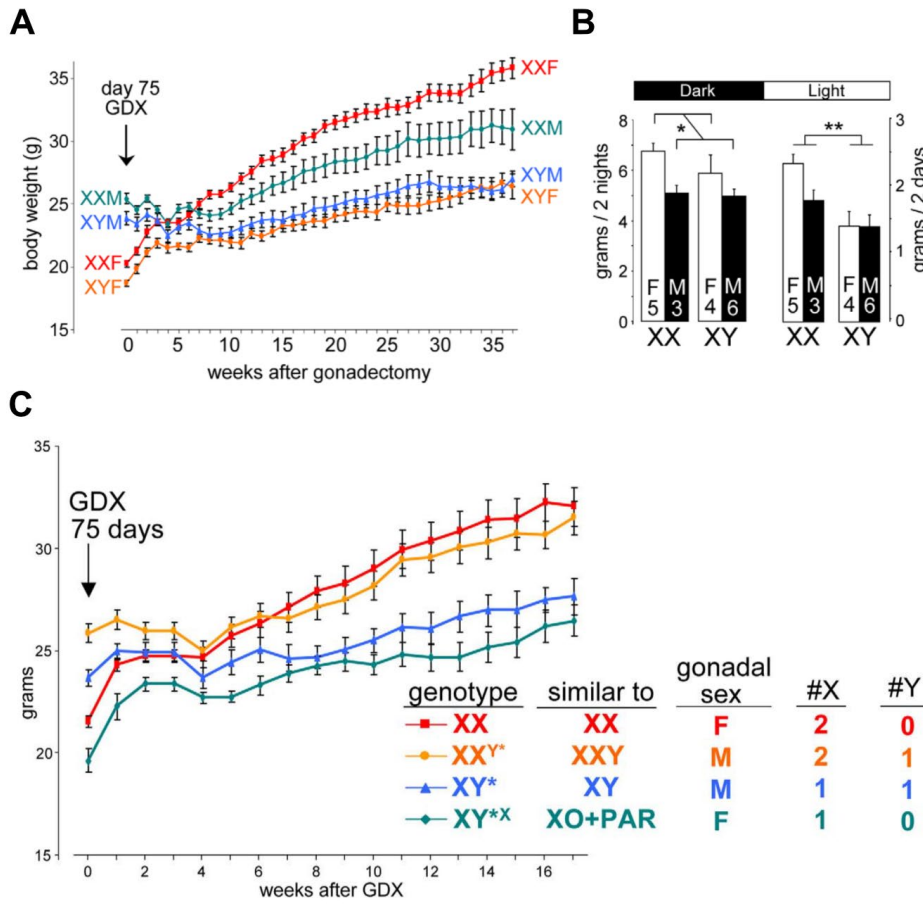 A
day 75
GDX
body weight (g)
35
30
25
20
15
XXM
XYM
XXF
XYF
XXF
XXM
XYM
XYF
0 5 10 15 20 25 30 35
weeks after gonadectomy
B
Dark Light
grams / 2 nights
8
6
4
2
0
* **
3
2
1
0
grams / 2 days
F M F M F M F M
5 3 4 6 5 3 4 6
XX XY XX XY
C
GDX
75 days
grams
35
30
25
20
15
0 2 4 6 8 10 12 14 16
weeks after GDX
genotype similar to gonadal sex #X #Y
XX XX F 2 0
XXY* XXY M 2 1
XY* XY M 1 1
XY*X XO+PAR F 1 0